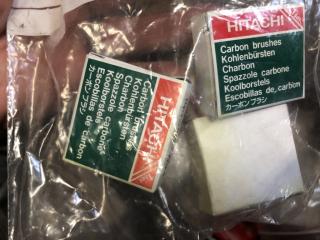 HITACHI
Carbon brushes
Kohlenbürsten
Charbon
Spazzole carbone
Koolborstels
Escobillas de carbon
カーボンブラシ
HITACHI
Carbon brushes
Kohlenbürsten
Charbon
Spazzole carbone
Koolborstels
Escobillas de carbon
カーボンブラシ